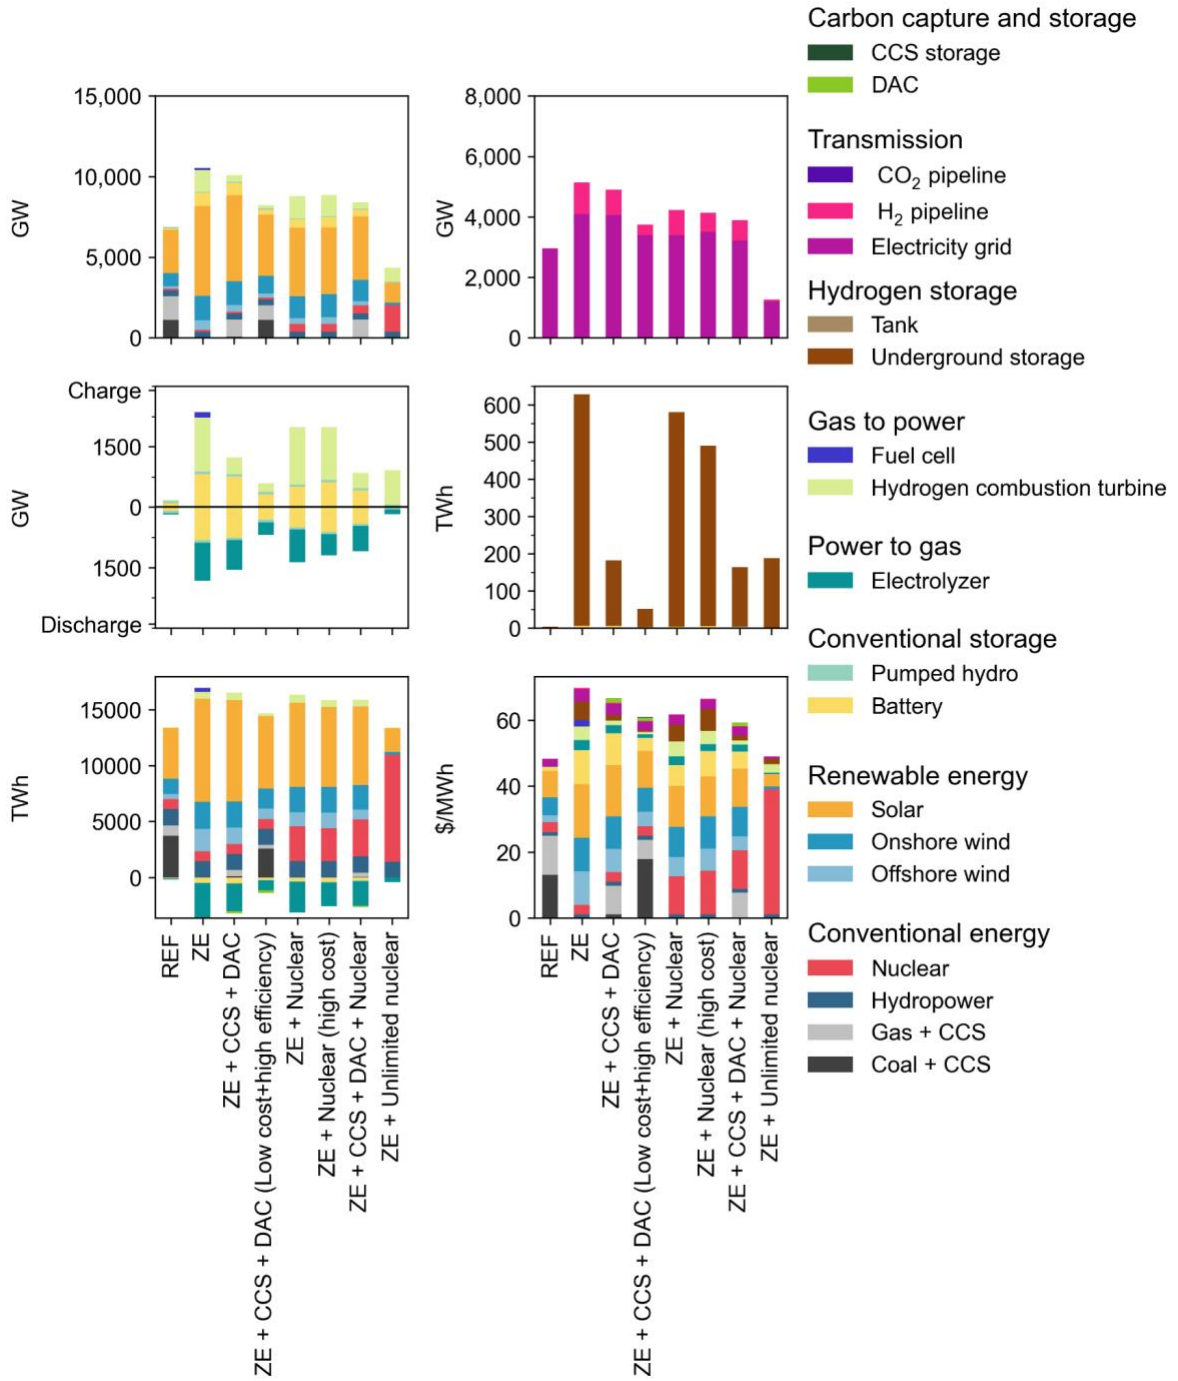 15,000
10,000
5,000
0
GW
8,000
6,000
4,000
2,000
0
GW
Charge
1500
0
1500
Discharge
GW
600
500
400
300
200
100
0
TWh
15000
10000
5000
0
TWh
60
40
20
0
$/MWh
REF
ZE
ZE + CCS + DAC
ZE + CCS + DAC (Low cost+high efficiency)
ZE + Nuclear
ZE + Nuclear (high cost)
ZE + CCS + DAC + Nuclear
ZE + Unlimited nuclear
REF
ZE
ZE + CCS + DAC
ZE + CCS + DAC (Low cost+high efficiency)
ZE + Nuclear
ZE + Nuclear (high cost)
ZE + CCS + DAC + Nuclear
ZE + Unlimited nuclear
Carbon capture and storage
CCS storage
DAC
Transmission
CO2 pipeline
H2 pipeline
Electricity grid
Hydrogen storage
Tank
Underground storage
Gas to power
Fuel cell
Hydrogen combustion turbine
Power to gas
Electrolyzer
Conventional storage
Pumped hydro
Battery
Renewable energy
Solar
Onshore wind
Offshore wind
Conventional energy
Nuclear
Hydropower
Gas + CCS
Coal + CCS